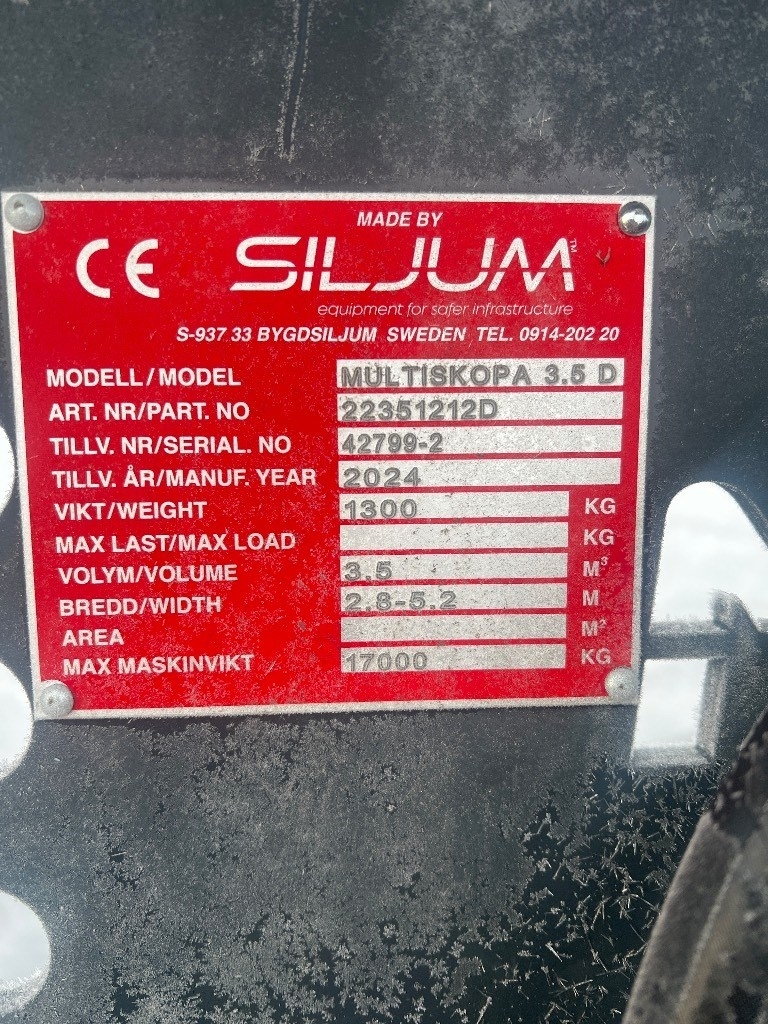 MADE BY
CE SILJUM™
equipment for safer infrastructure
S-937 33 BYGDSILJUM SWEDEN TEL. 0914-202 20
MODELL/MODEL MULTISKOPA 3.5 D
ART. NR/PART. NO 22351212D
TILLV. NR/SERIAL. NO 42799-2
TILLV. ÅR/MANUF. YEAR 2024
VIKT/WEIGHT 1300 KG
MAX LAST/MAX LOAD KG
VOLYM/VOLUME 3.5 M³
BREDD/WIDTH 2.8-5.2 M
AREA M²
MAX MASKINVIKT 17000 KG